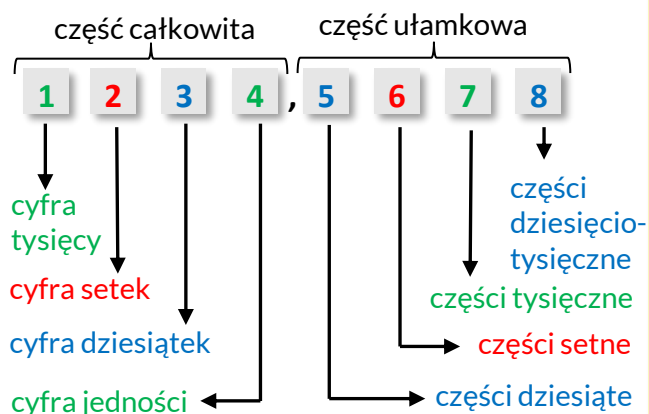 część całkowita część ułamkowa
1 2 3 4 , 5 6 7 8
cyfra
tysięcy
cyfra setek
cyfra dziesiątek
cyfra jedności
części
dziesięcio-
tysięczne
części tysięczne
części setne
części dziesiąte